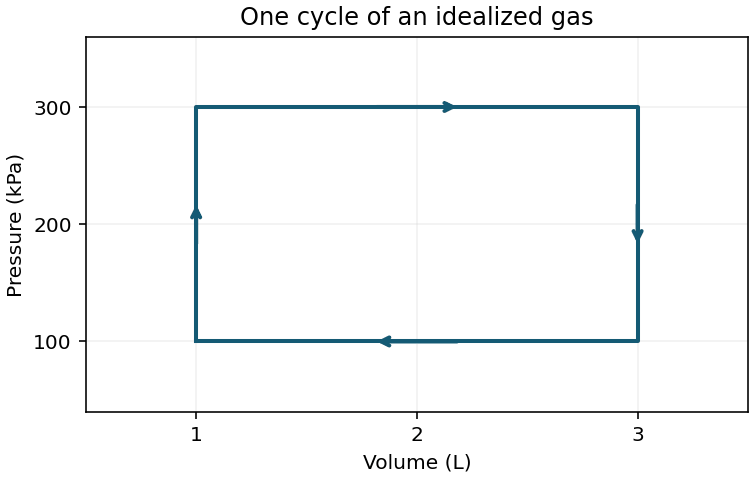 One cycle of an idealized gas
Pressure (kPa)
300
200
100
1 2 3
Volume (L)